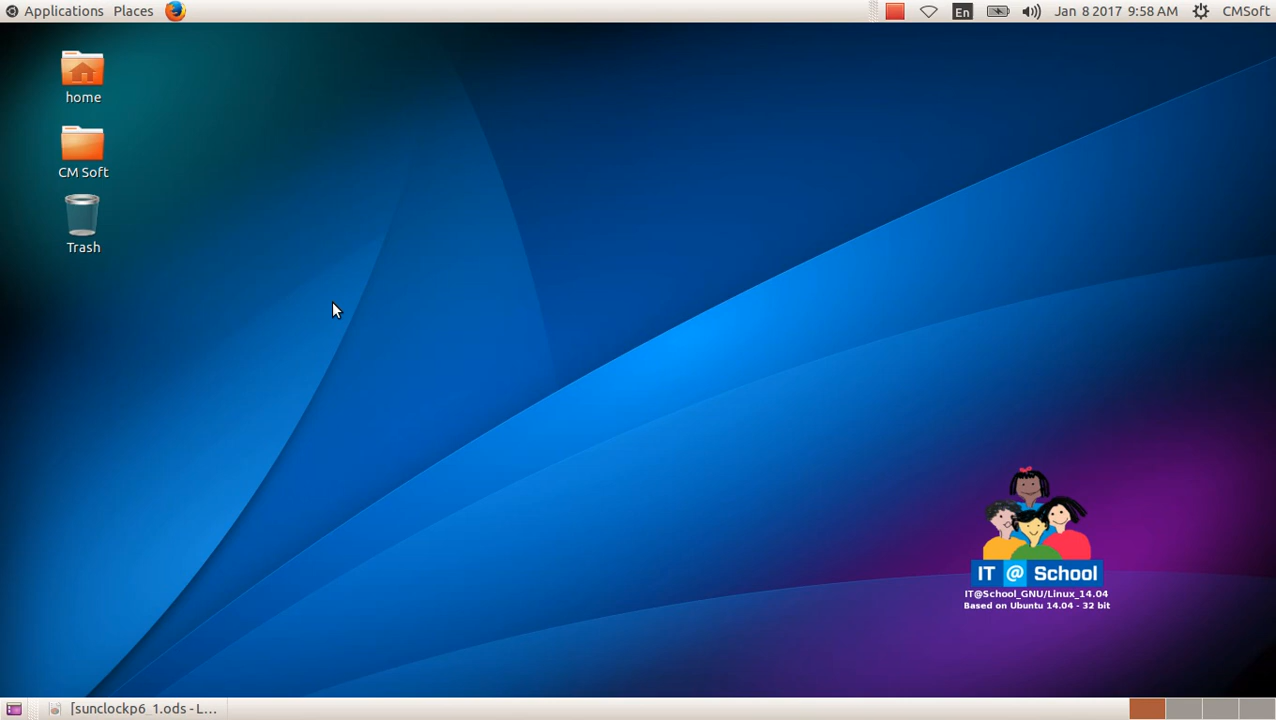 Applications Places En Jan 8 2017 9:58 AM CMSoft
home
CM Soft
Trash
IT @ School
IT@School_GNU/Linux_14.04
Based on Ubuntu 14.04 - 32 bit
[sunclockp6_1.ods - L...